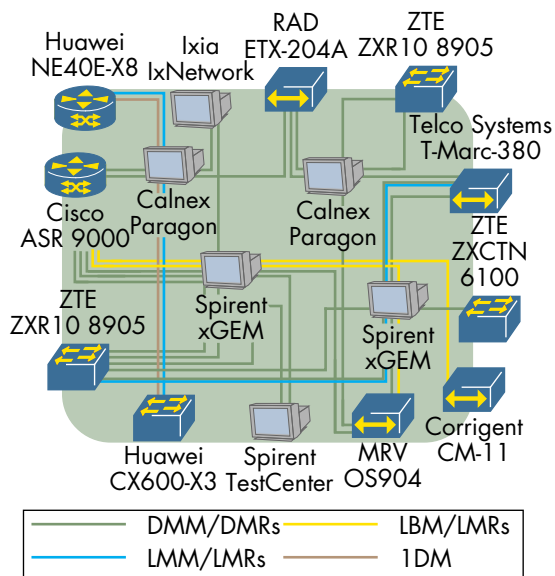 Huawei
NE40E-X8
Ixia
IxNetwork
RAD
ETX-204A
ZTE
ZXR10 8905
Telco Systems
T-Marc-380
Calnex
Paragon
Calnex
Paragon
Cisco
ASR 9000
ZTE
ZXCTN
6100
ZTE
ZXR10 8905
Spirent
xGEM
Spirent
xGEM
Huawei
CX600-X3
Spirent
TestCenter
MRV
OS904
Corrigent
CM-11
DMM/DMRs
LBM/LMRs
LMM/LMRs
1DM